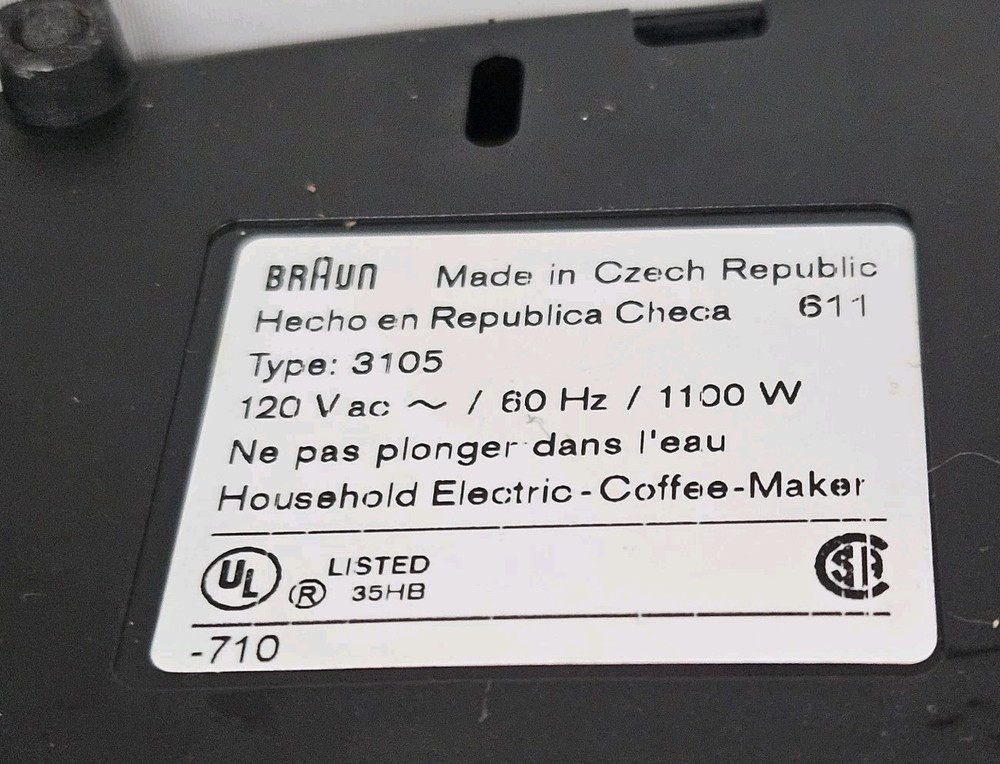 BRAUN Made in Czech Republic
Hecho en Republica Checa 611
Type: 3105
120 V ac ~ / 60 Hz / 1100 W
Ne pas plonger dans l'eau
Household Electric-Coffee-Maker
UL ® LISTED
35HB
SA
-710